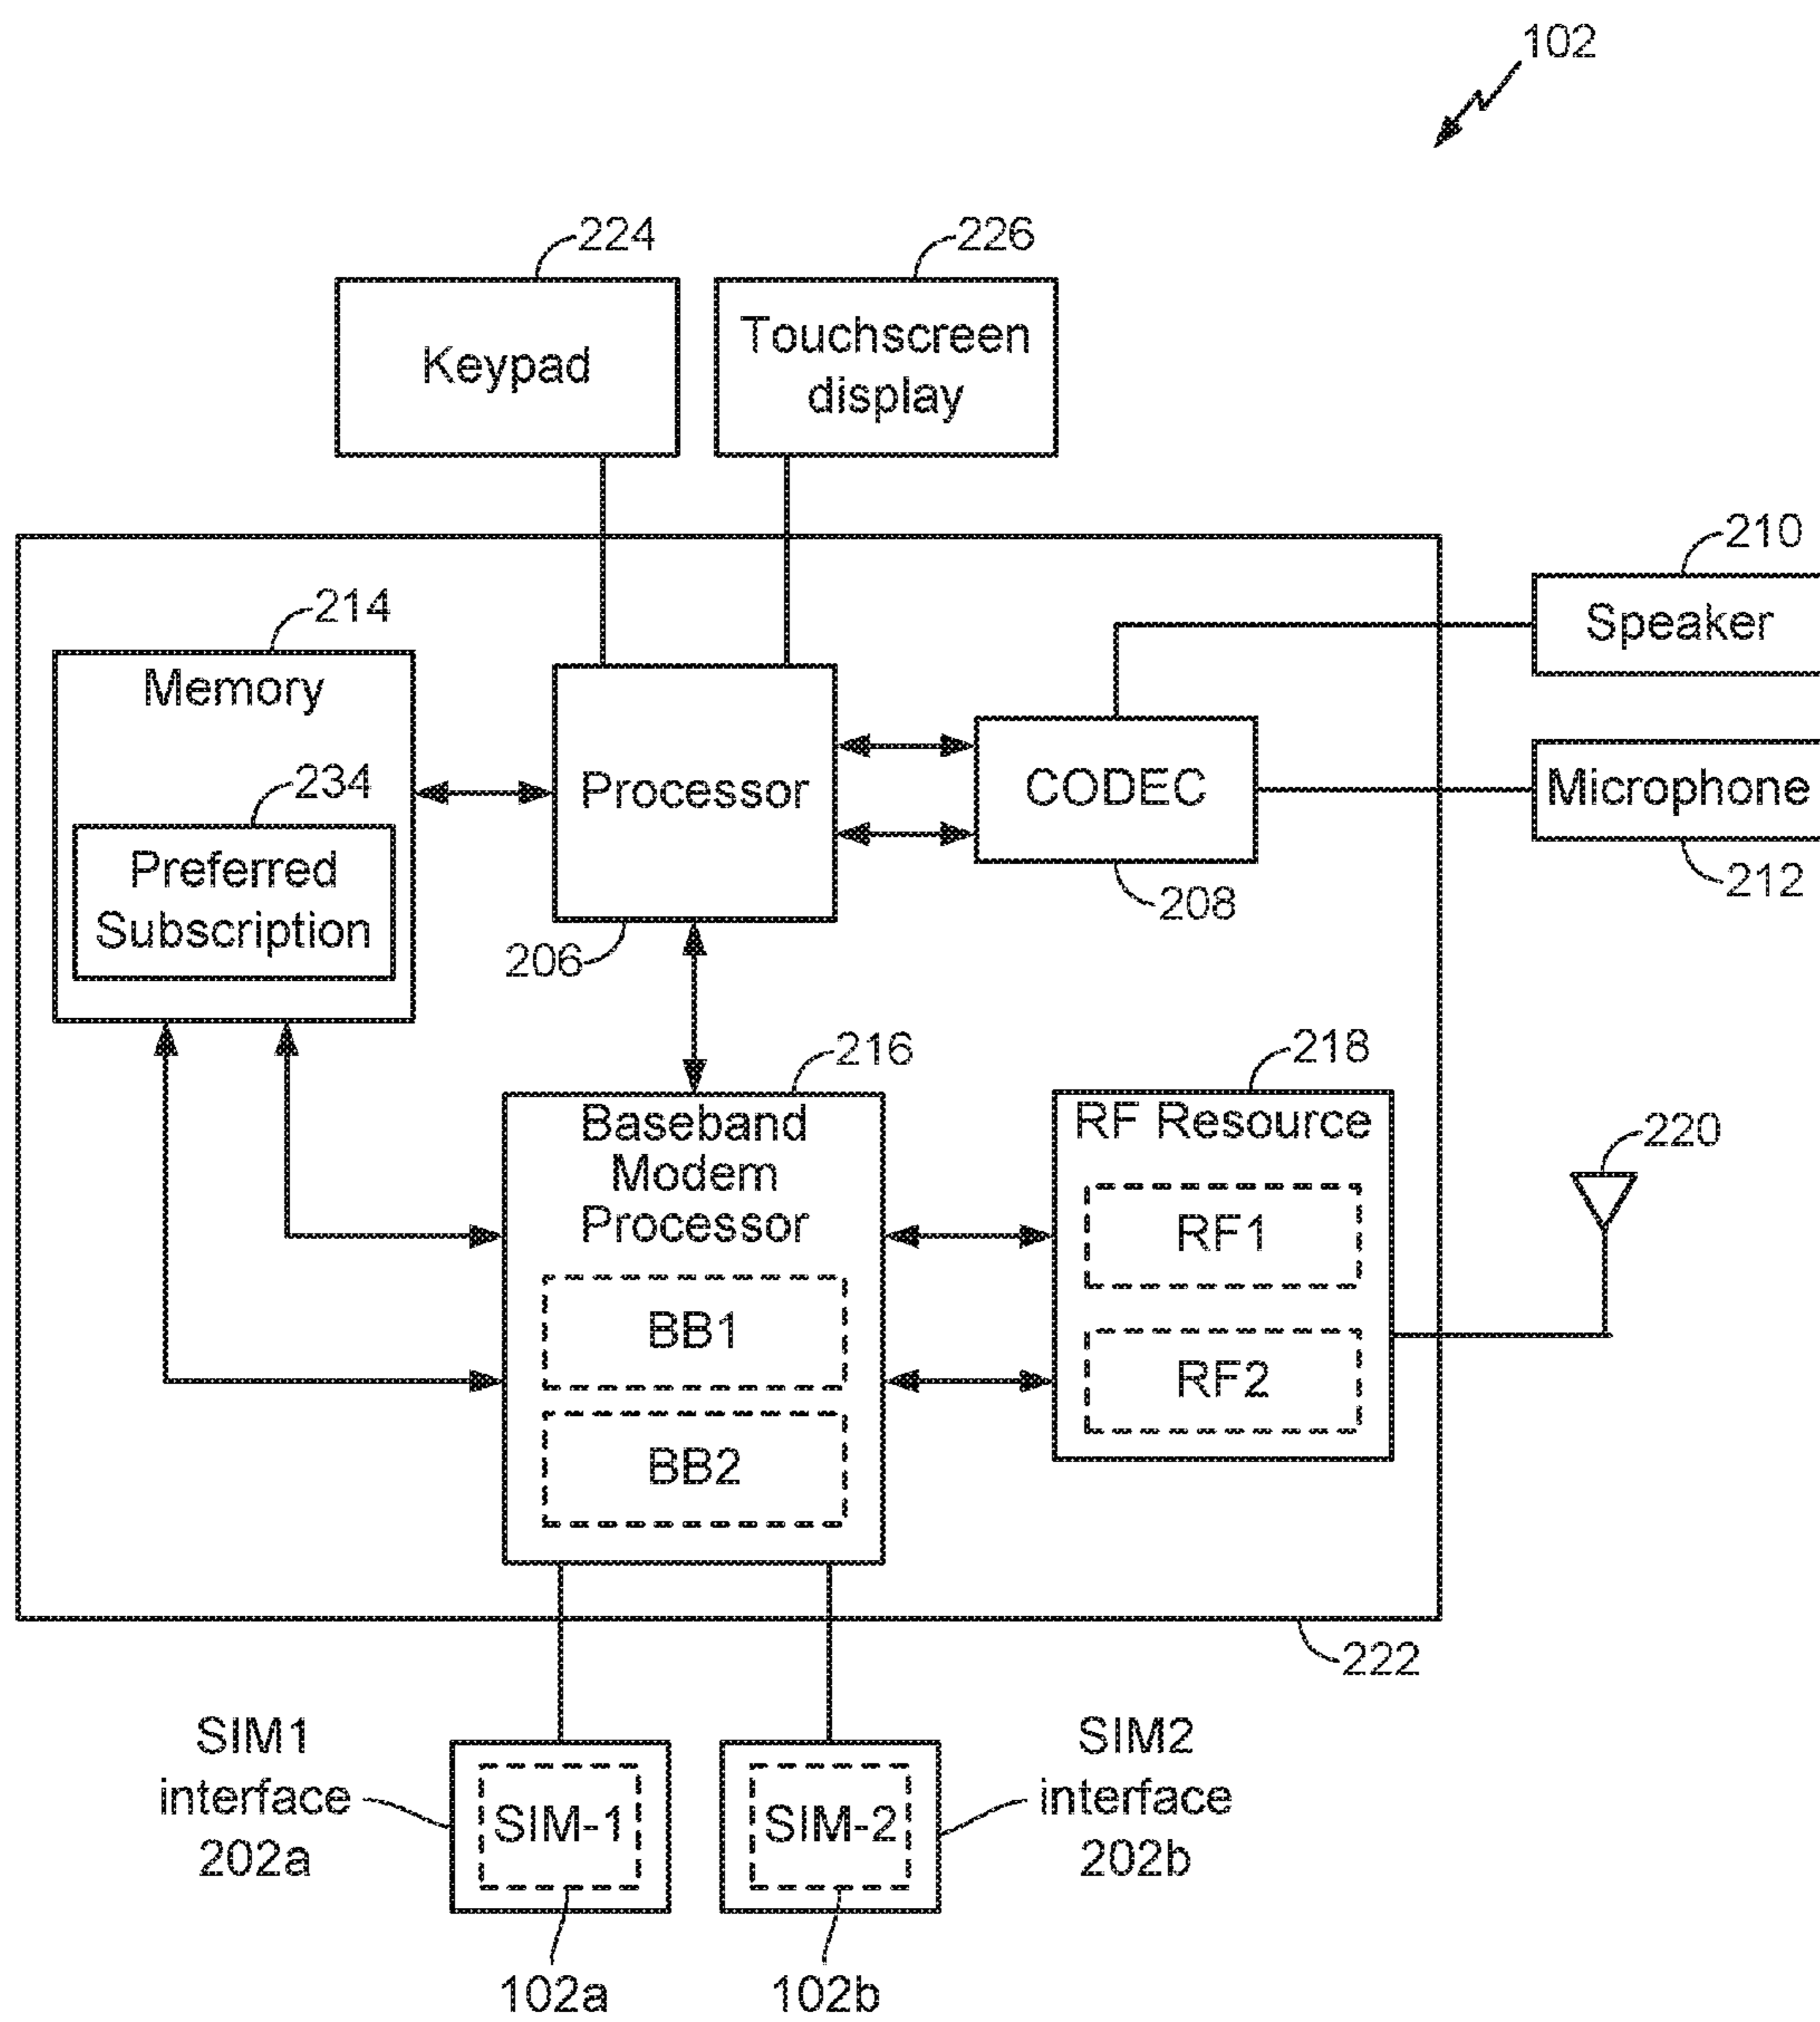 102
224
226
Keypad
Touchscreen
display
210
Speaker
214
Memory
234
Preferred
Subscription
Processor
206
CODEC
208
Microphone
212
216
Baseband
Modem
Processor
BB1
BB2
218
RF Resource
RF1
RF2
220
222
SIM1
interface
202a
SIM-1
102a
SIM-2
102b
SIM2
interface
202b